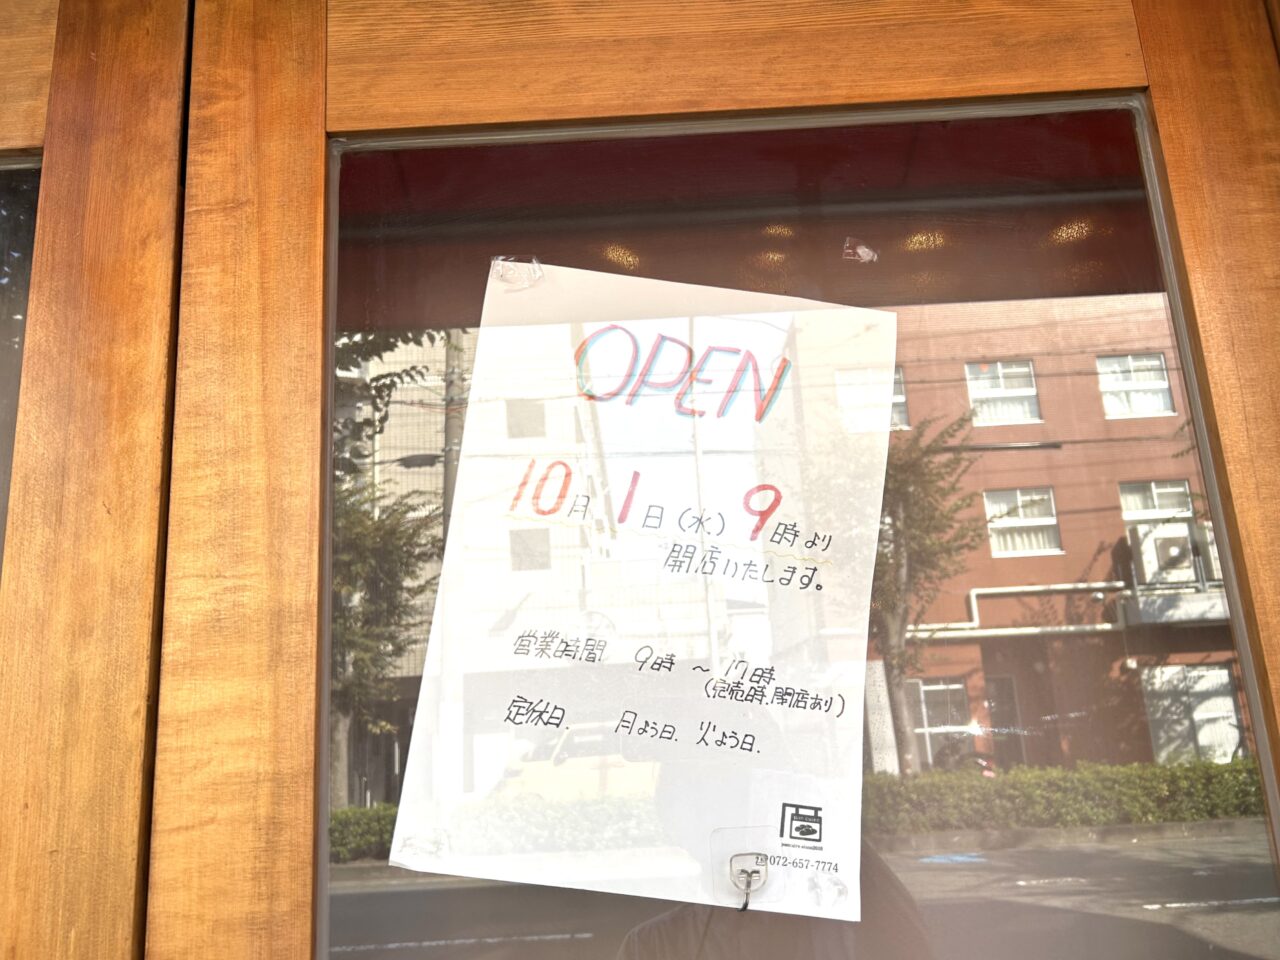 OPEN
10月1日(水) 9時より
開店いたします。
営業時間 9時 ～ 17時
(完売時.閉店あり)
定休日. 月よう日. 火よう日.
☎072-657-7774